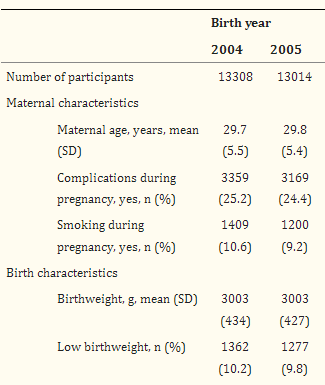 Birth year
2004 2005
Number of participants 13308 13014
Maternal characteristics
Maternal age, years, mean 29.7 29.8
(SD) (5.5) (5.4)
Complications during 3359 3169
pregnancy, yes, n (%) (25.2) (24.4)
Smoking during 1409 1200
pregnancy, yes, n (%) (10.6) (9.2)
Birth characteristics
Birthweight, g, mean (SD) 3003 3003
(434) (427)
Low birthweight, n (%) 1362 1277
(10.2) (9.8)